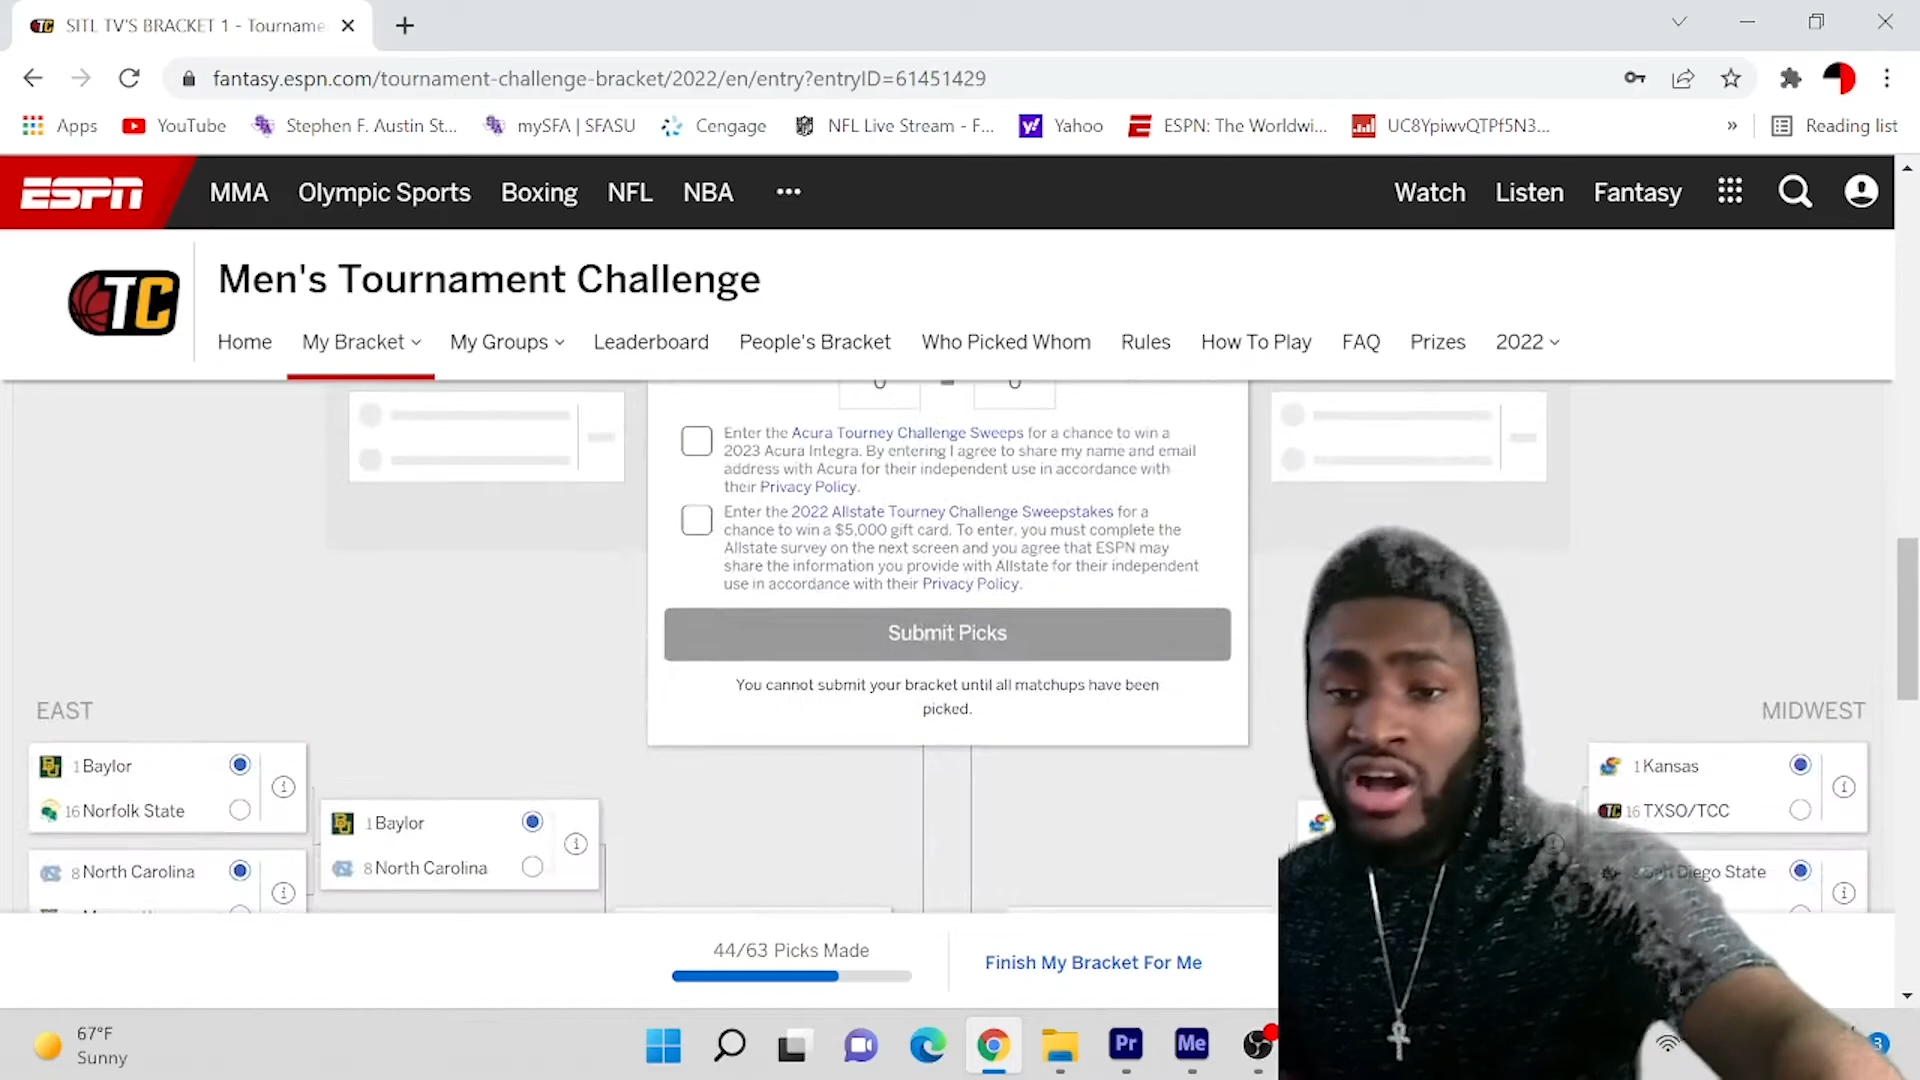 SITL TV'S BRACKET 1 - Tourname
fantasy.espn.com/tournament-challenge-bracket/2022/en/entry?entryID=61451429
Apps YouTube Stephen F. Austin St... mySFA | SFASU Cengage NFL Live Stream - F... Yahoo ESPN: The Worldwi... UC8YpiwvQTPf5N3... » Reading list
ESPN MMA Olympic Sports Boxing NFL NBA ••• Watch Listen Fantasy
TC
Men's Tournament Challenge
Home My Bracket My Groups Leaderboard People's Bracket Who Picked Whom Rules How To Play FAQ Prizes 2022
Enter the Acura Tourney Challenge Sweeps for a chance to win a
2023 Acura Integra. By entering I agree to share my name and email
address with Acura for their independent use in accordance with
their Privacy Policy.
Enter the 2022 Allstate Tourney Challenge Sweepstakes for a
chance to win a $5,000 gift card. To enter, you must complete the
Allstate survey on the next screen and you agree that ESPN may
share the information you provide with Allstate for their independent
use in accordance with their Privacy Policy.
Submit Picks
You cannot submit your bracket until all matchups have been
picked.
EAST
MIDWEST
1 Baylor
16 Norfolk State
8 North Carolina
1 Baylor
8 North Carolina
1 Kansas
16 TXSO/TCC
Diego State
44/63 Picks Made
Finish My Bracket For Me
67°F
Sunny
Pr
Me
3